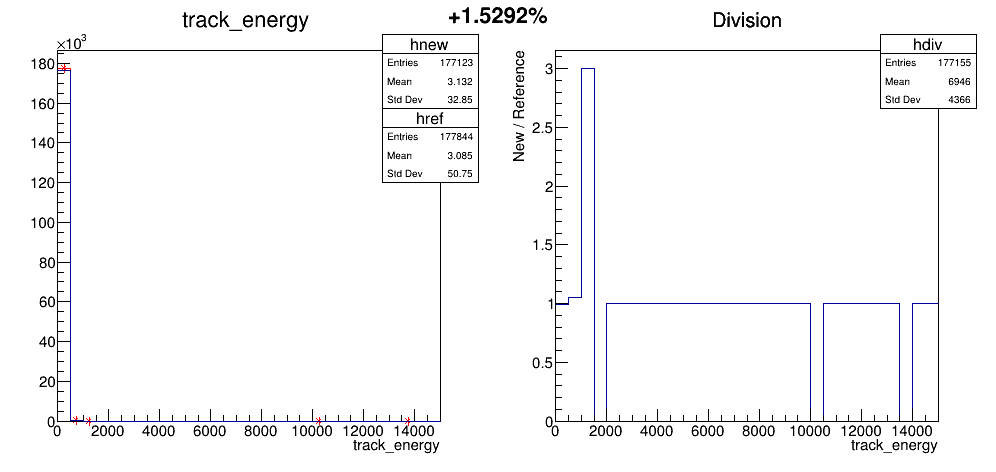 track_energy
+1.5292%
Division
×10³
hnew
Entries 177123
Mean 3.132
Std Dev 32.85
href
Entries 177844
Mean 3.085
Std Dev 50.75
180
160
140
120
100
80
60
40
20
0
0 2000 4000 6000 8000 10000 12000 14000
track_energy
New / Reference
hdiv
Entries 177155
Mean 6946
Std Dev 4366
3
2.5
2
1.5
1
0.5
0
0 2000 4000 6000 8000 10000 12000 14000
track_energy